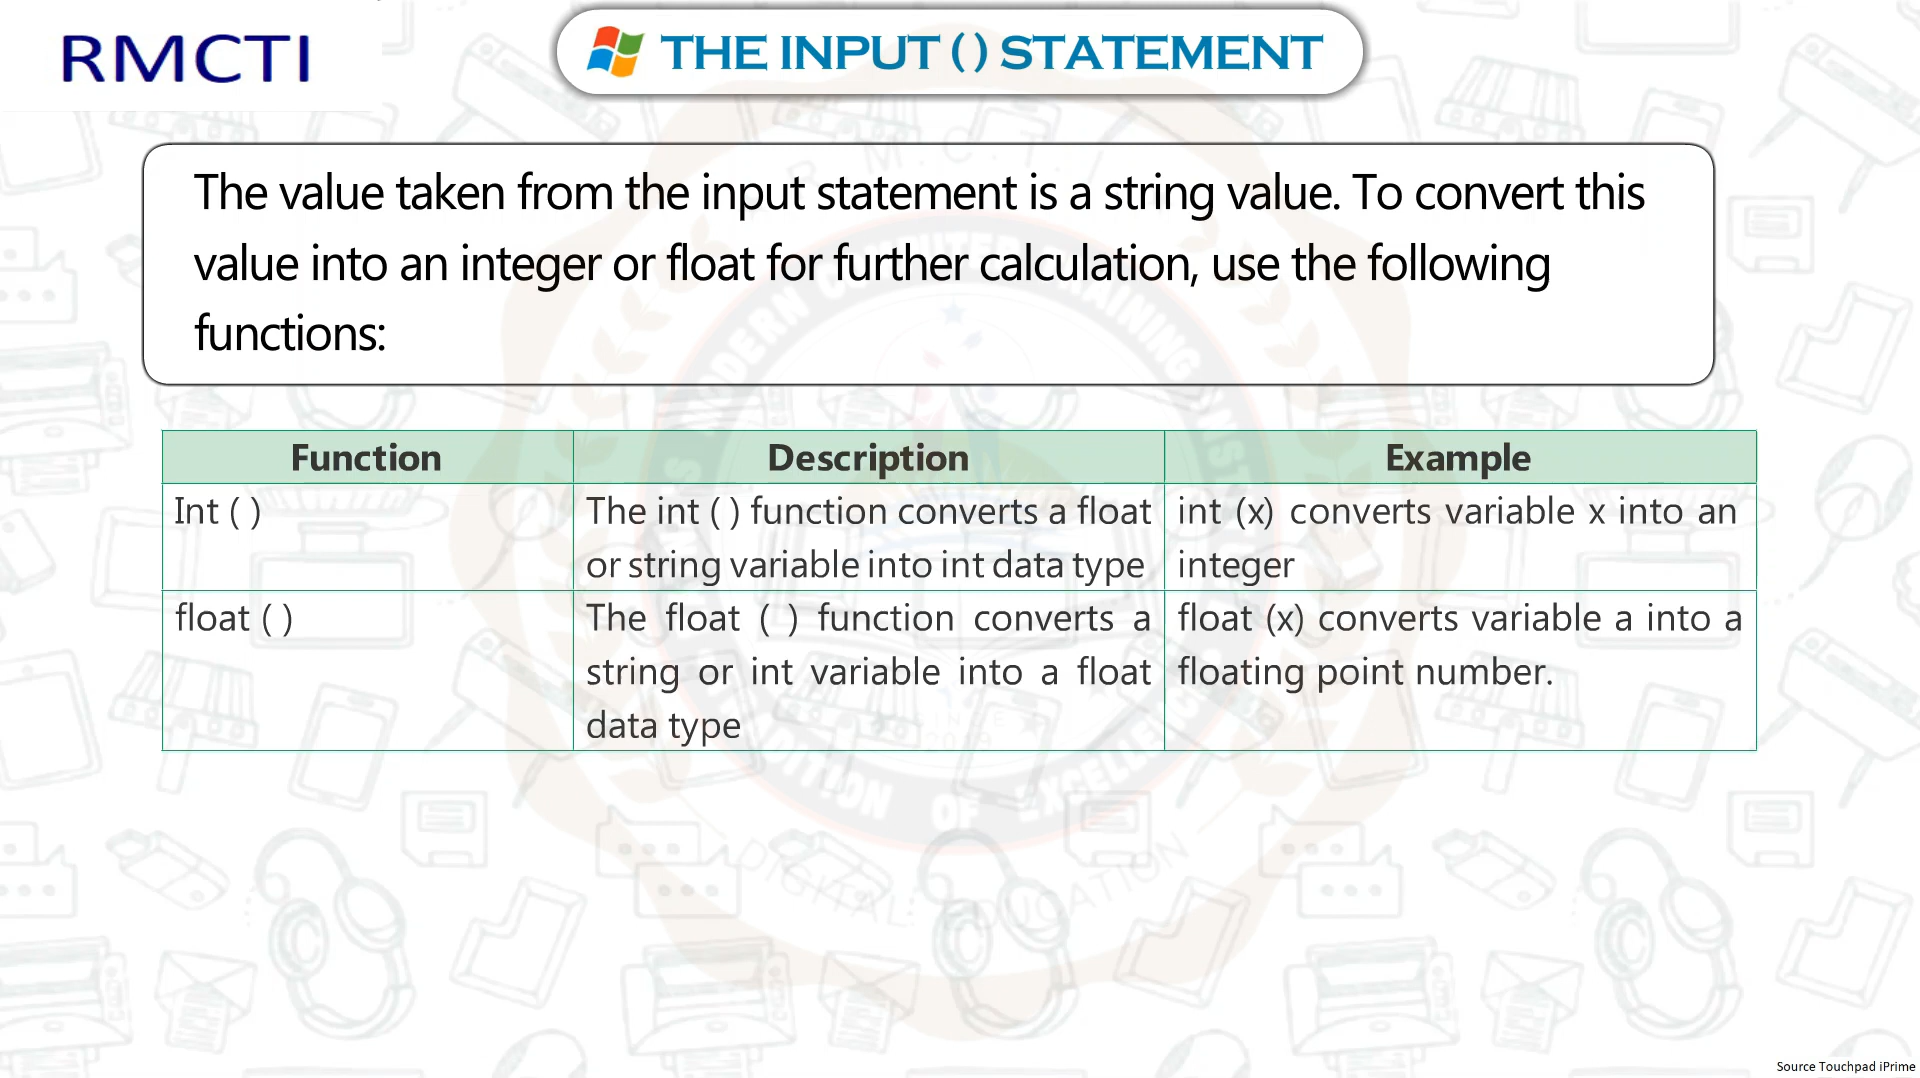 RMCTI
THE INPUT ( ) STATEMENT
The value taken from the input statement is a string value. To convert this
value into an integer or float for further calculation, use the following
functions:
Function Description Example
Int ( )
The int ( ) function converts a float
or string variable into int data type
int (x) converts variable x into an
integer
float ( )
The float ( ) function converts a
string or int variable into a float
data type
float (x) converts variable a into a
floating point number.
DIGITAL EDUCATION
Source Touchpad iPrime